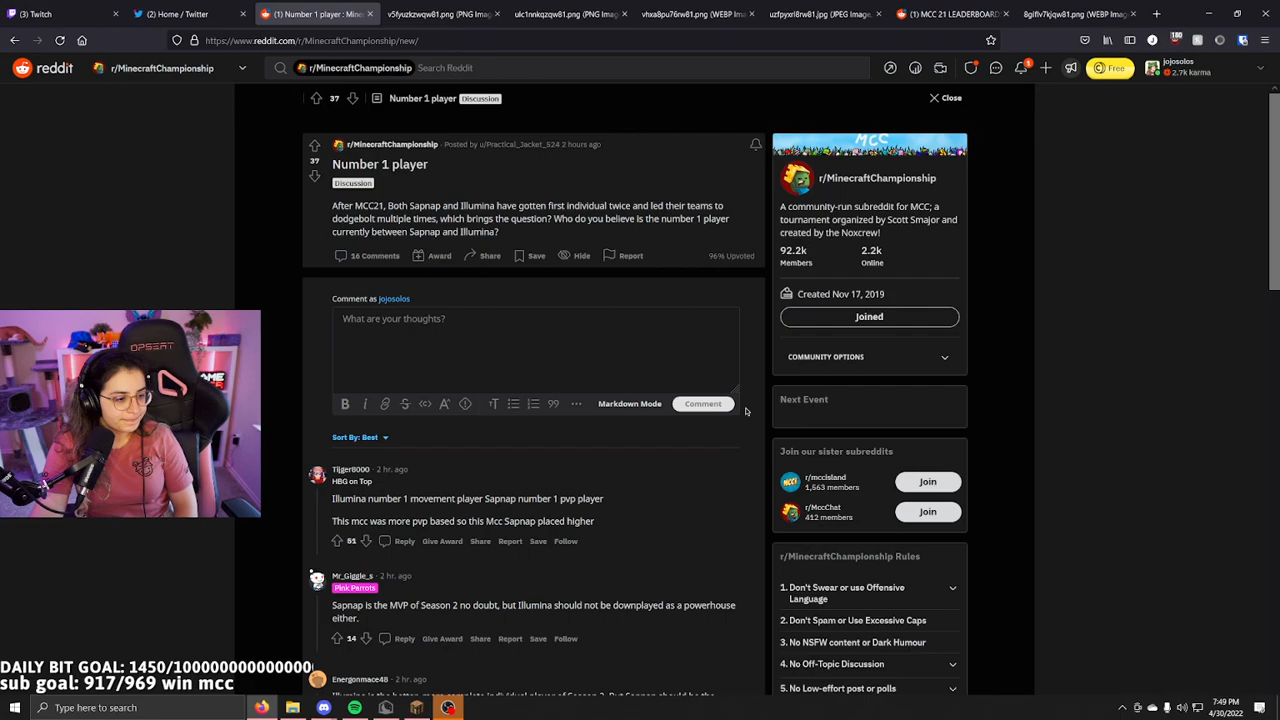 (3) Twitch
(2) Home / Twitter
(1) Number 1 player : Mine
v5fyuzkzwqw81.png (PNG Imag
uic1nnkqzqw81.png (PNG Image
vhxa8pu76rw81.png (WEBP Imag
uzfpyxrl8rw81.jpg (JPEG Image,
(1) MCC 21 LEADERBOARD
8giflv7kjqw81.png (WEBP Image
https://www.reddit.com/r/MinecraftChampionship/new/
180
reddit
r/MinecraftChampionship
r/MinecraftChampionship
Search Reddit
1
Free
jojosolos
2.7k karma
37
Number 1 player
Discussion
Close
r/MinecraftChampionship · Posted by u/Practical_Jacket_524 2 hours ago
37
Number 1 player
Discussion
After MCC21, Both Sapnap and Illumina have gotten first individual twice and led their teams to
dodgebolt multiple times, which brings the question? Who do you believe is the number 1 player
currently between Sapnap and Illumina?
16 Comments
Award
Share
Save
Hide
Report
96% Upvoted
Comment as jojosolos
What are your thoughts?
Markdown Mode
Comment
Sort By: Best
Tijger8000 · 2 hr. ago
HBG on Top
Illumina number 1 movement player Sapnap number 1 pvp player
This mcc was more pvp based so this Mcc Sapnap placed higher
51
Reply
Give Award
Share
Report
Save
Follow
Mr_Giggle_s · 2 hr. ago
Pink Parrots
Sapnap is the MVP of Season 2 no doubt, but Illumina should not be downplayed as a powerhouse
either.
14
Reply
Give Award
Share
Report
Save
Follow
Energonmace48 · 2 hr. ago
MCC
r/MinecraftChampionship
A community-run subreddit for MCC; a
tournament organized by Scott Smajor and
created by the Noxcrew!
92.2k
2.2k
Members
Online
Created Nov 17, 2019
Joined
COMMUNITY OPTIONS
Next Event
Join our sister subreddits
r/mccisland
1,563 members
Join
r/MccChat
412 members
Join
r/MinecraftChampionship Rules
1. Don't Swear or use Offensive
Language
2. Don't Spam or Use Excessive Caps
3. No NSFW content or Dark Humour
4. No Off-Topic Discussion
5. No Low-effort post or polls
OPSEAT
DAILY BIT GOAL: 1450/10000000000000
sub goal: 917/969 win mcc
Type here to search
7:49 PM
4/30/2022